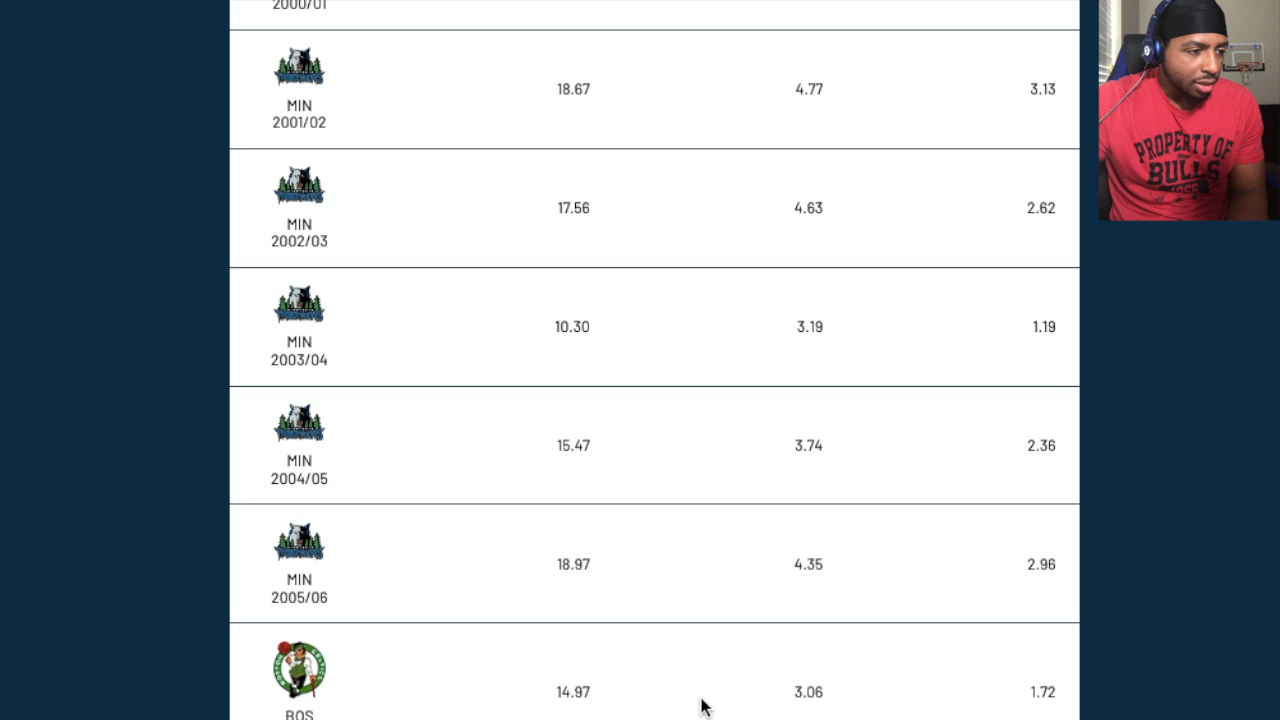 2000/01
MIN
2001/02
18.67 4.77 3.13
MIN
2002/03
17.56 4.63 2.62
MIN
2003/04
10.30 3.19 1.19
MIN
2004/05
15.47 3.74 2.36
MIN
2005/06
18.97 4.35 2.96
BOS
14.97 3.06 1.72
PROPERTY OF
BULLS